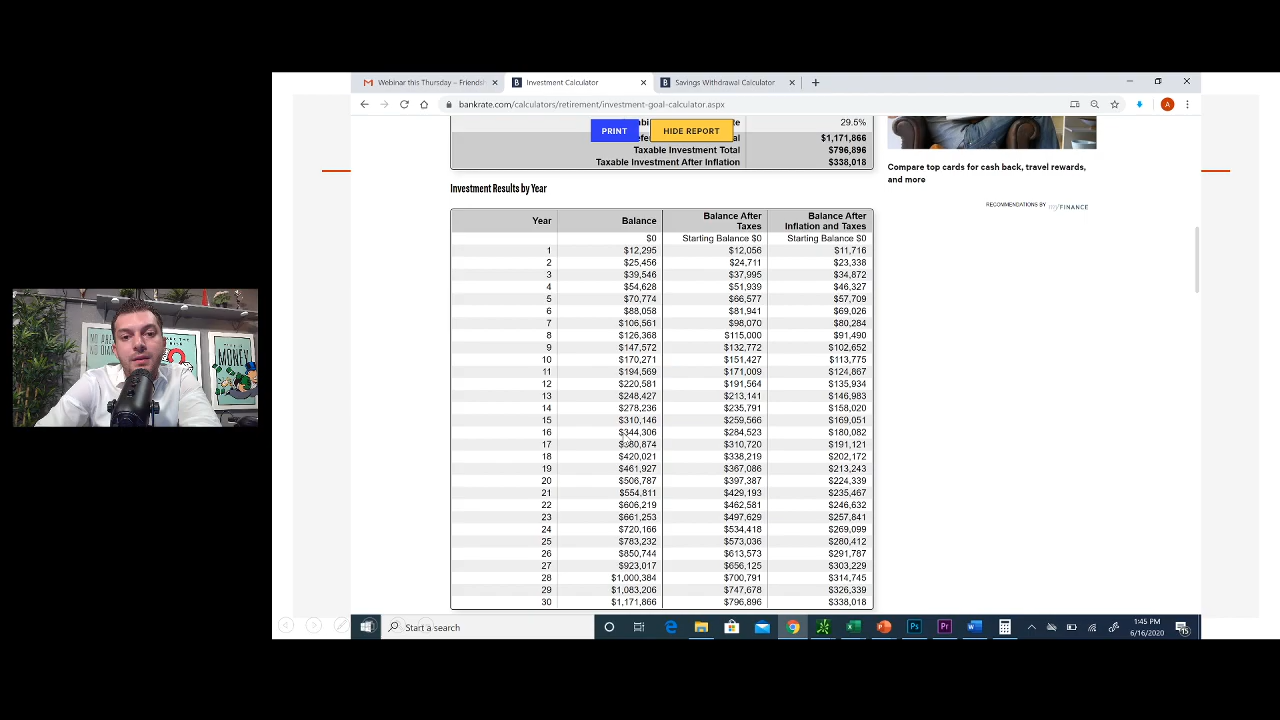 Webinar this Thursday – Friendsh
Investment Calculator
Savings Withdrawal Calculator
bankrate.com/calculators/retirement/investment-goal-calculator.aspx
29.5%
PRINT
HIDE REPORT
$1,171,866
Taxable Investment Total $796,896
Taxable Investment After Inflation $338,018
Compare top cards for cash back, travel rewards,
and more
RECOMMENDATIONS BY myFINANCE
Investment Results by Year
Year Balance Balance After Taxes Balance After Inflation and Taxes
$0 Starting Balance $0 Starting Balance $0
1 $12,295 $12,056 $11,716
2 $25,456 $24,711 $23,338
3 $39,546 $37,995 $34,872
4 $54,628 $51,939 $46,327
5 $70,774 $66,577 $57,709
6 $88,058 $81,941 $69,026
7 $106,561 $98,070 $80,284
8 $126,368 $115,000 $91,490
9 $147,572 $132,772 $102,652
10 $170,271 $151,427 $113,775
11 $194,569 $171,009 $124,867
12 $220,581 $191,564 $135,934
13 $248,427 $213,141 $146,983
14 $278,236 $235,791 $158,020
15 $310,146 $259,566 $169,051
16 $344,306 $284,523 $180,082
17 $380,874 $310,720 $191,121
18 $420,021 $338,219 $202,172
19 $461,927 $367,086 $213,243
20 $506,787 $397,387 $224,339
21 $554,811 $429,193 $235,467
22 $606,219 $462,581 $246,632
23 $661,253 $497,629 $257,841
24 $720,166 $534,418 $269,099
25 $783,232 $573,036 $280,412
26 $850,744 $613,573 $291,787
27 $923,017 $656,125 $303,229
28 $1,000,384 $700,791 $314,745
29 $1,083,206 $747,678 $326,339
30 $1,171,866 $796,896 $338,018
MONEY
Start a search
1:45 PM
6/16/2020